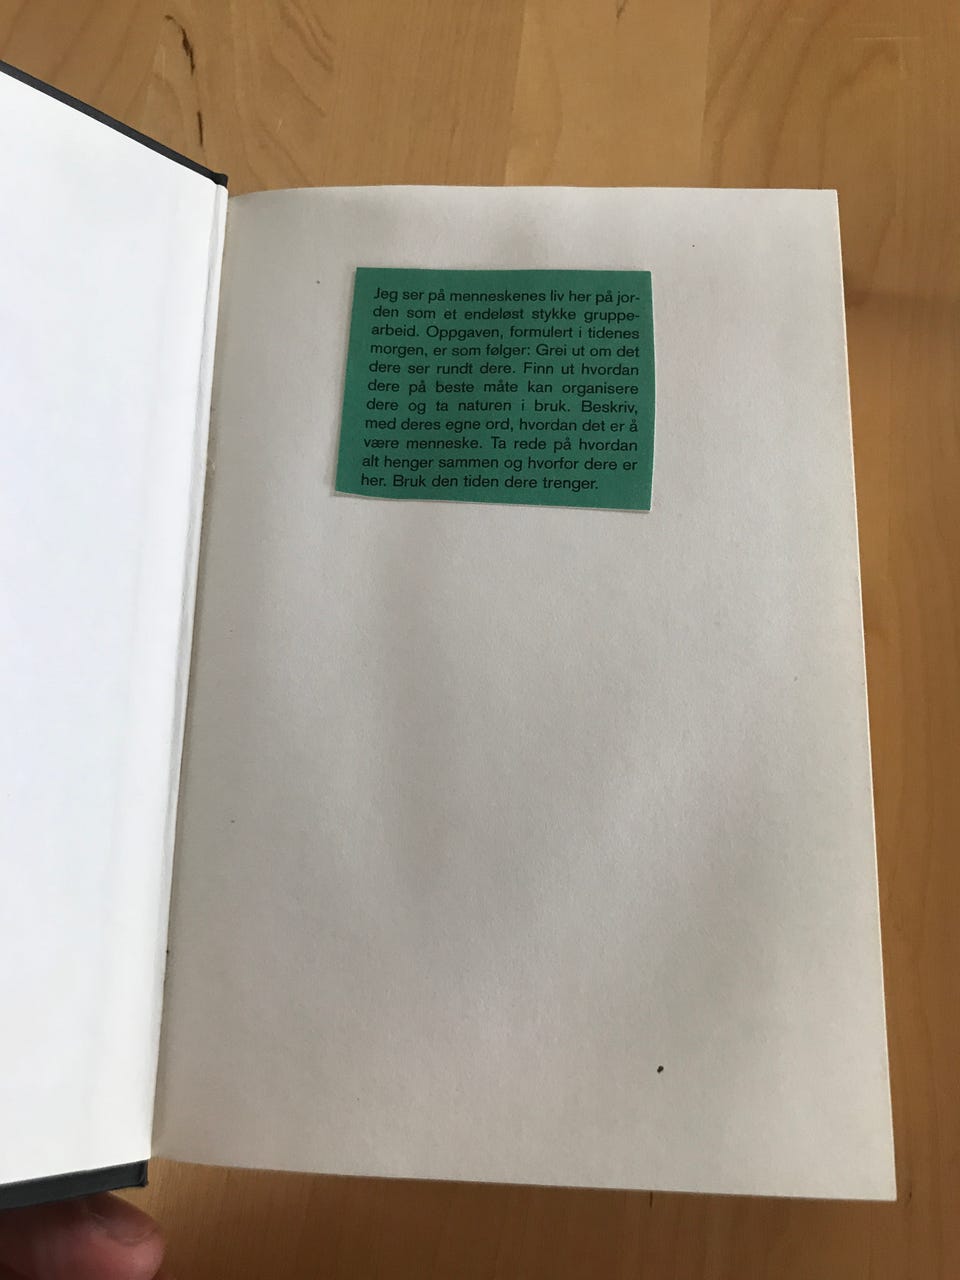 Jeg ser på menneskenes liv her på jor-
den som et endeløst stykke gruppe-
arbeid. Oppgaven, formulert i tidenes
morgen, er som følger: Grei ut om det
dere ser rundt dere. Finn ut hvordan
dere på beste måte kan organisere
dere og ta naturen i bruk. Beskriv,
med deres egne ord, hvordan det er å
være menneske. Ta rede på hvordan
alt henger sammen og hvorfor dere er
her. Bruk den tiden dere trenger.